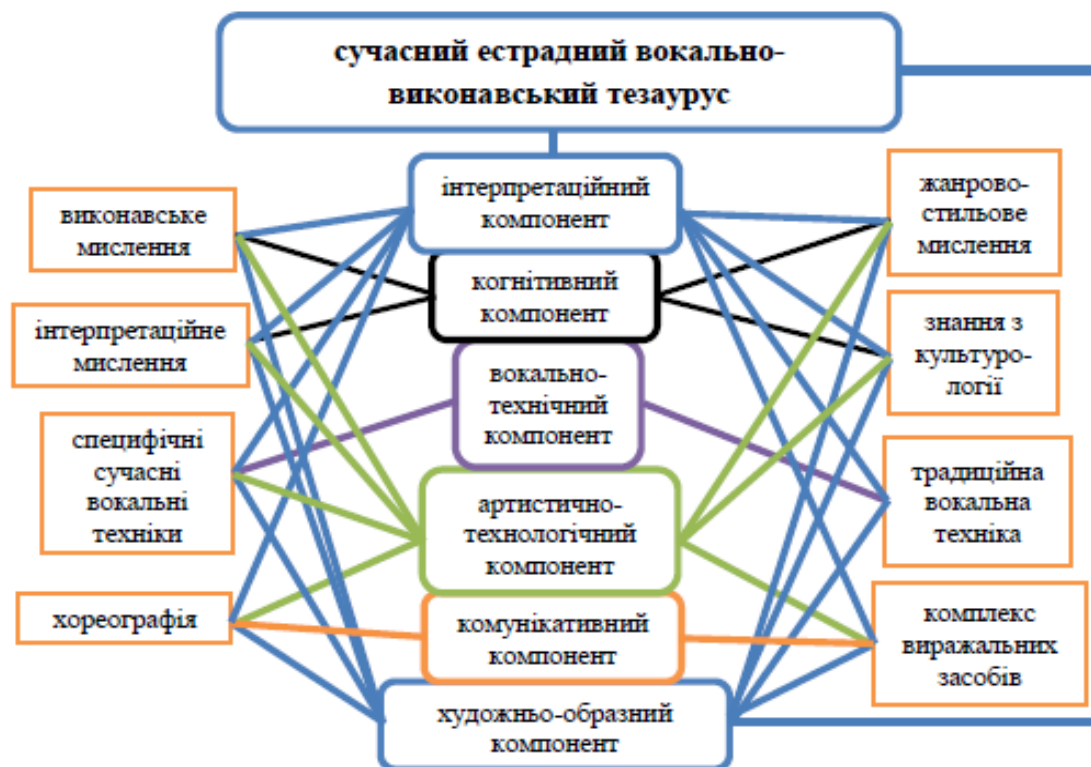 сучасний естрадний вокально-
виконавський тезаурус
інтерпретаційний
компонент
когнітивний
компонент
вокально-
технічний
компонент
артистично-
технологічний
компонент
комунікативний
компонент
художньо-образний
компонент
виконавське
мислення
інтерпретаційне
мислення
специфічні
сучасні
вокальні
техніки
хореографія
жанрово-
стильове
мислення
знання з
культуро-
логії
традиційна
вокальна
техніка
комплекс
виражальних
засобів